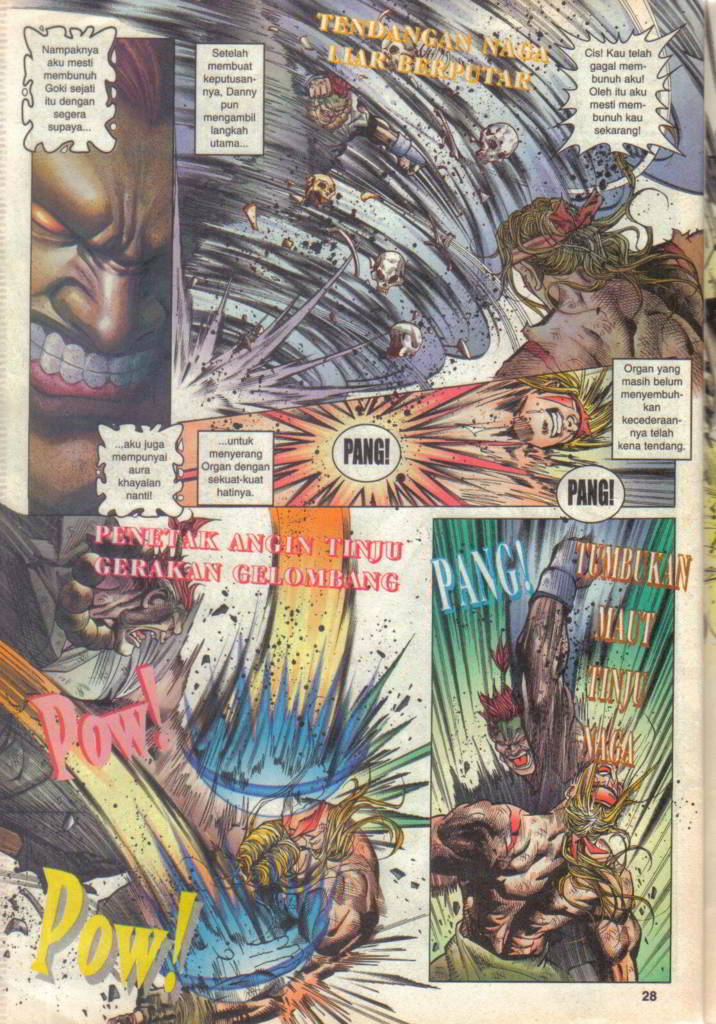 Nampaknya
aku mesti
membunuh
Goki sejati
itu dengan
segera
supaya...
Setelah
membuat
keputusan-
nya, Danny
pun
mengambil
langkah
utama...
TENDANGAN NAGA
LIAR BERPUTAR
Cis! Kau telah
gagal mem-
bunuh aku!
Oleh itu aku
mesti mem-
bunuh kau
sekarang!
...aku juga
mempunyai
aura
khayalan
nanti!
...untuk
menyerang
Organ dengan
sekuat-kuat
hatinya.
PANG!
Organ yang
masih belum
menyembuh-
kan
kecederaan-
nya telah
kena tendang.
PANG!
PENETAK ANGIN TINJU
GERAKAN GELOMBANG
POW!
POW!
PANG!
TUMBUKAN
MAUT
TINJU
NAGA
28